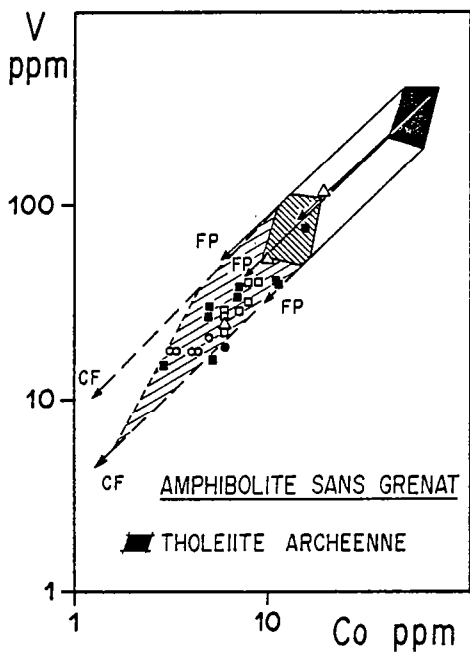 V
ppm
100
FP
FP
FP
CF
10
CF
AMPHIBOLITE SANS GRENAT
THOLEIITE ARCHEENNE
1
1
10
Co ppm